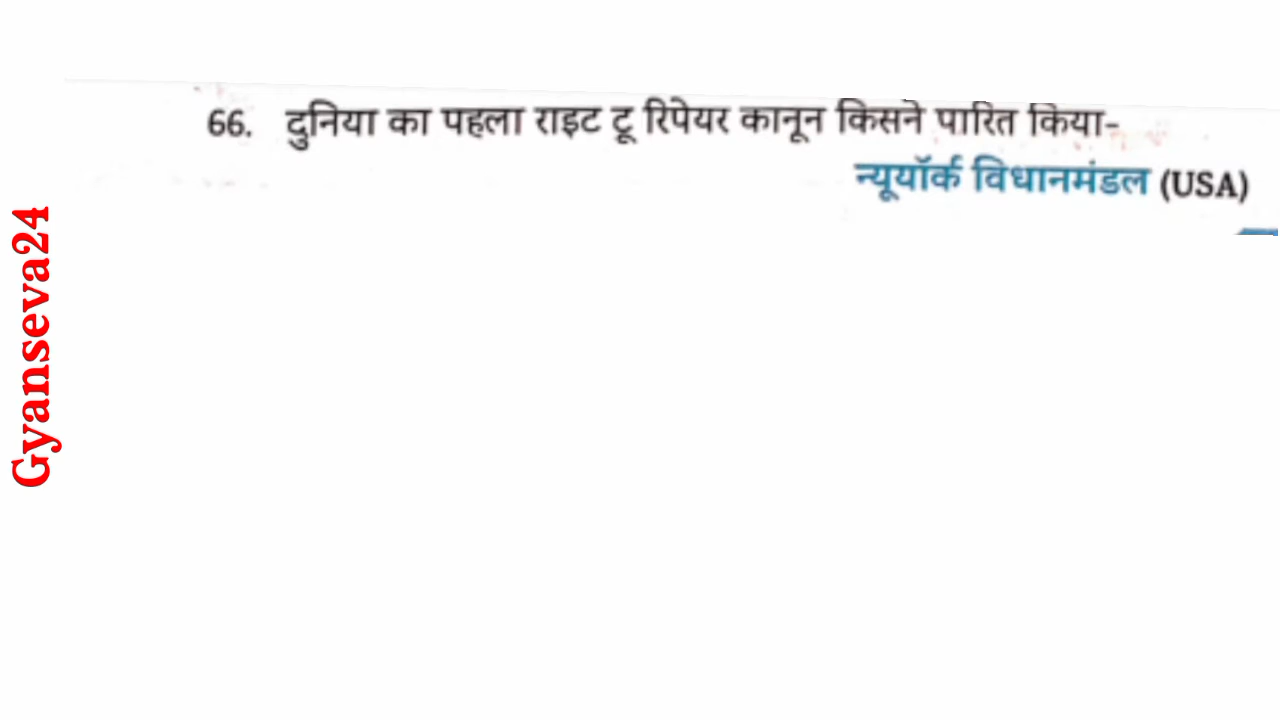 66. दुनिया का पहला राइट टू रिपेयर कानून किसने पारित किया-
न्यूयॉर्क विधानमंडल (USA)
Gyanseva24